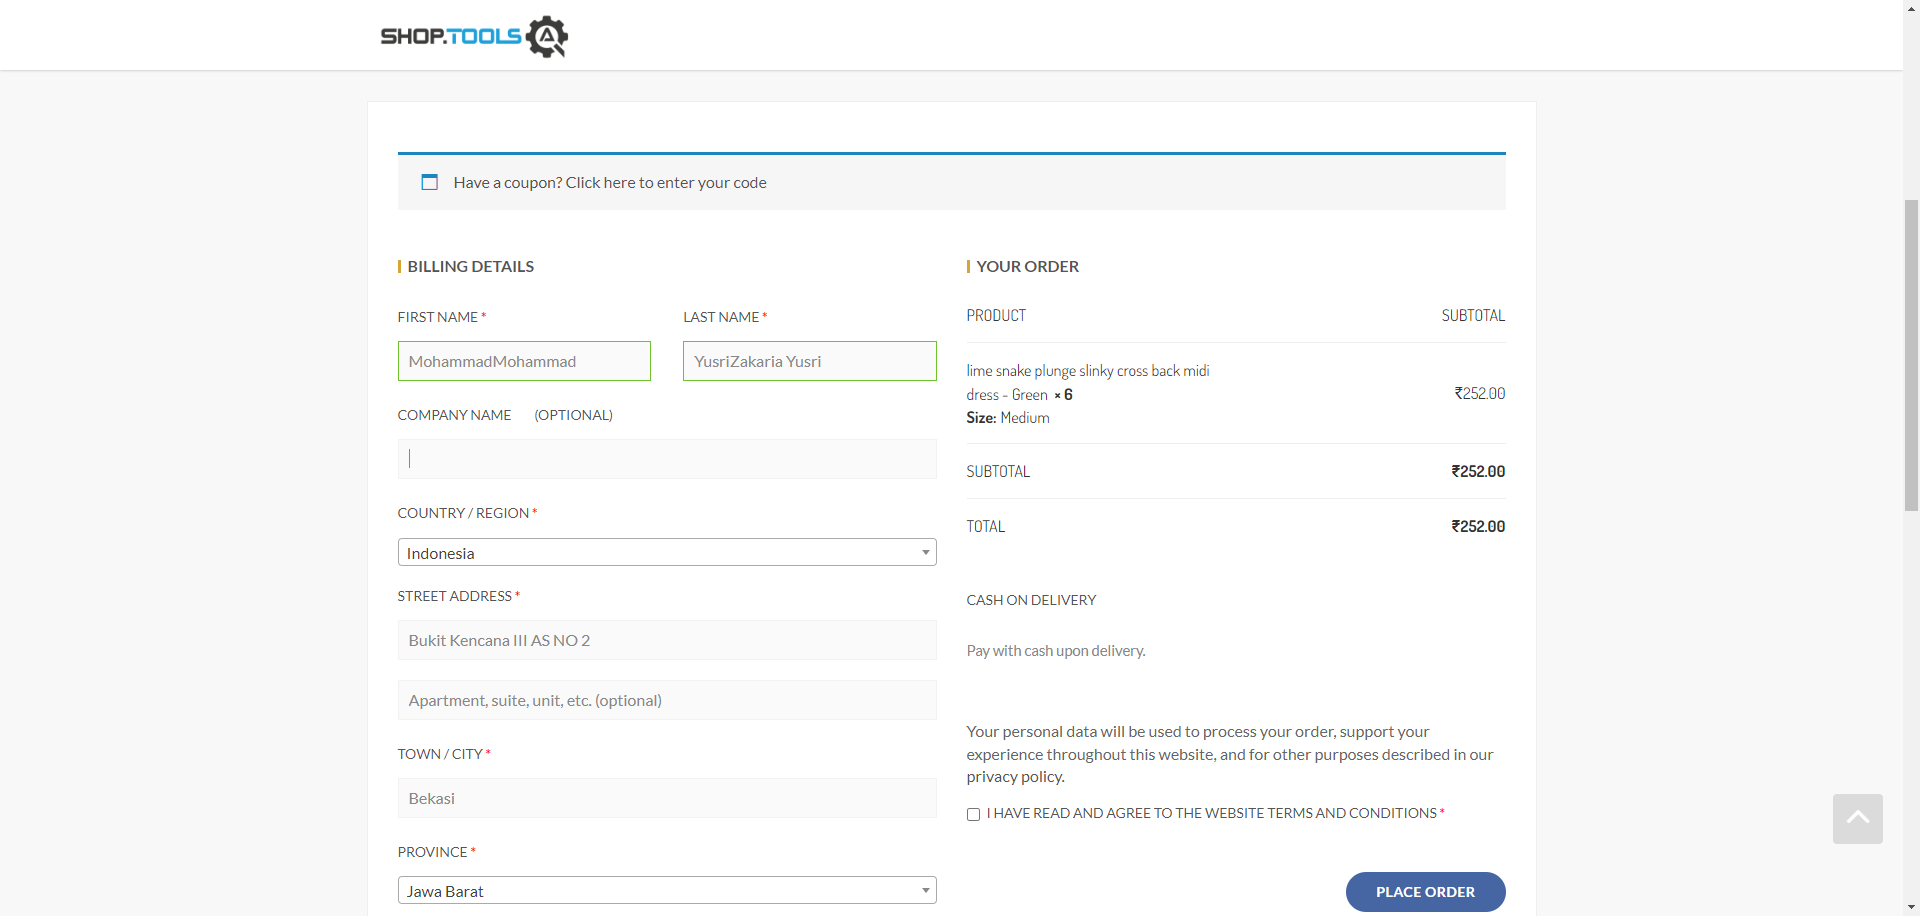 SHOP.TOOLS
Have a coupon? Click here to enter your code
BILLING DETAILS
FIRST NAME *
LAST NAME *
MohammadMohammad
YusriZakaria Yusri
COMPANY NAME (OPTIONAL)
COUNTRY / REGION *
Indonesia
STREET ADDRESS *
Bukit Kencana III AS NO 2
Apartment, suite, unit, etc. (optional)
TOWN / CITY *
Bekasi
PROVINCE *
Jawa Barat
YOUR ORDER
PRODUCT SUBTOTAL
lime snake plunge slinky cross back midi
dress - Green × 6
₹252.00
Size: Medium
SUBTOTAL ₹252.00
TOTAL ₹252.00
CASH ON DELIVERY
Pay with cash upon delivery.
Your personal data will be used to process your order, support your
experience throughout this website, and for other purposes described in our
privacy policy.
I HAVE READ AND AGREE TO THE WEBSITE TERMS AND CONDITIONS *
PLACE ORDER